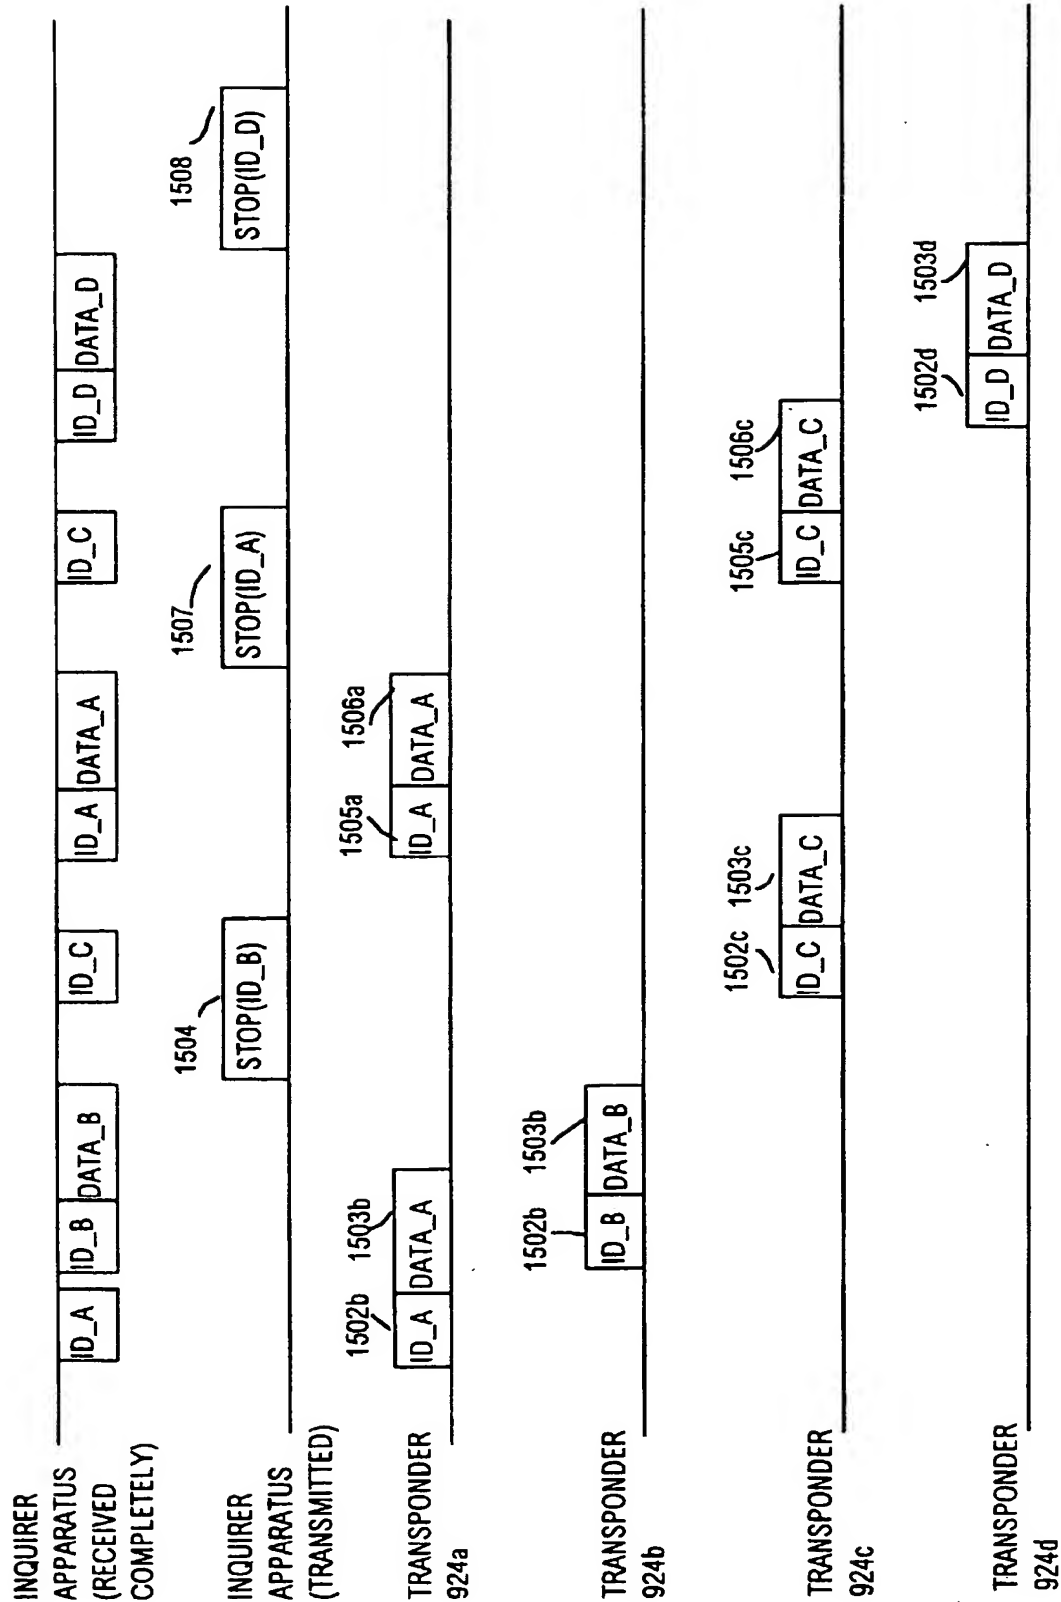 INQUIRER
APPARATUS
(RECEIVED
COMPLETELY)
ID_A
ID_B
DATA_B
ID_C
ID_A
DATA_A
ID_C
ID_D
DATA_D
INQUIRER
APPARATUS
(TRANSMITTED)
1504
STOP(ID_B)
1507
STOP(ID_A)
1508
STOP(ID_D)
TRANSPONDER
924a
1502b
1503b
ID_A
DATA_A
1505a
1506a
ID_A
DATA_A
TRANSPONDER
924b
1502b
1503b
ID_B
DATA_B
TRANSPONDER
924c
1502c
1503c
ID_C
DATA_C
1505c
1506c
ID_C
DATA_C
TRANSPONDER
924d
1502d
1503d
ID_D
DATA_D